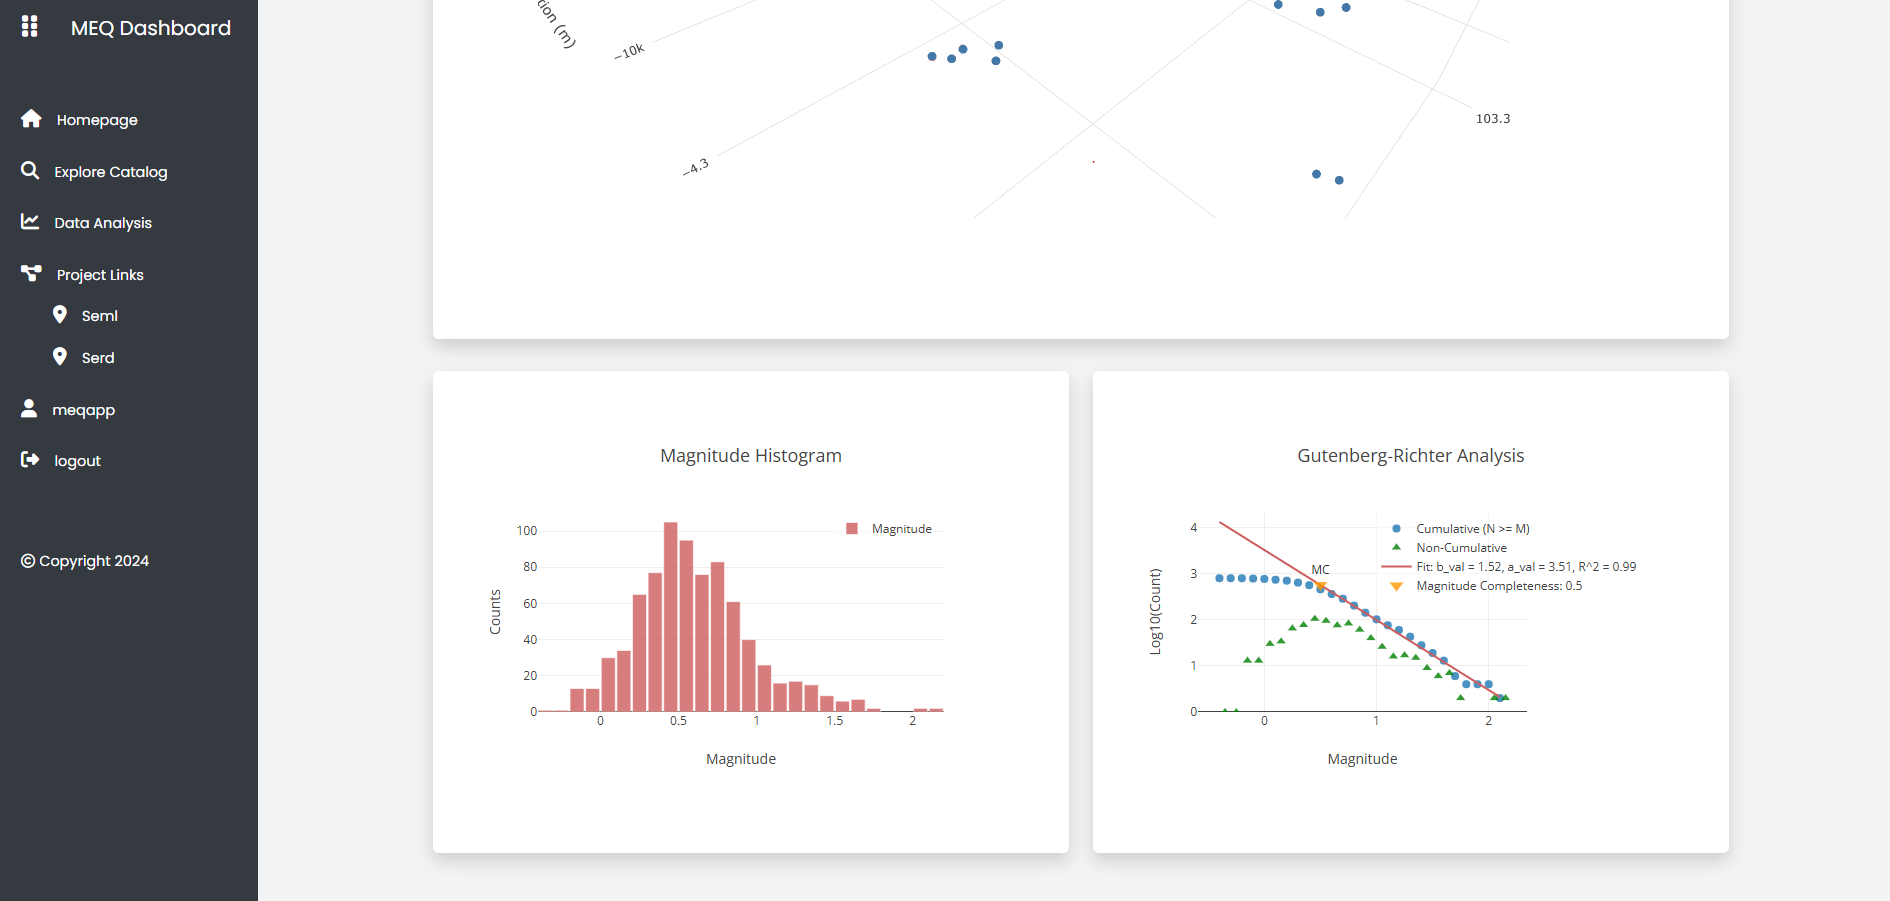 MEQ Dashboard
Homepage
Explore Catalog
Data Analysis
Project Links
Seml
Serd
meqapp
logout
© Copyright 2024
(m)
−10k
−4.3
103.3
Magnitude Histogram
100
80
60
40
20
0
Counts
0 0.5 1 1.5 2
Magnitude
Magnitude
Gutenberg-Richter Analysis
4
3
2
1
0
Log10(Count)
MC
Cumulative (N >= M)
Non-Cumulative
Fit: b_val = 1.52, a_val = 3.51, R^2 = 0.99
Magnitude Completeness: 0.5
0 1 2
Magnitude